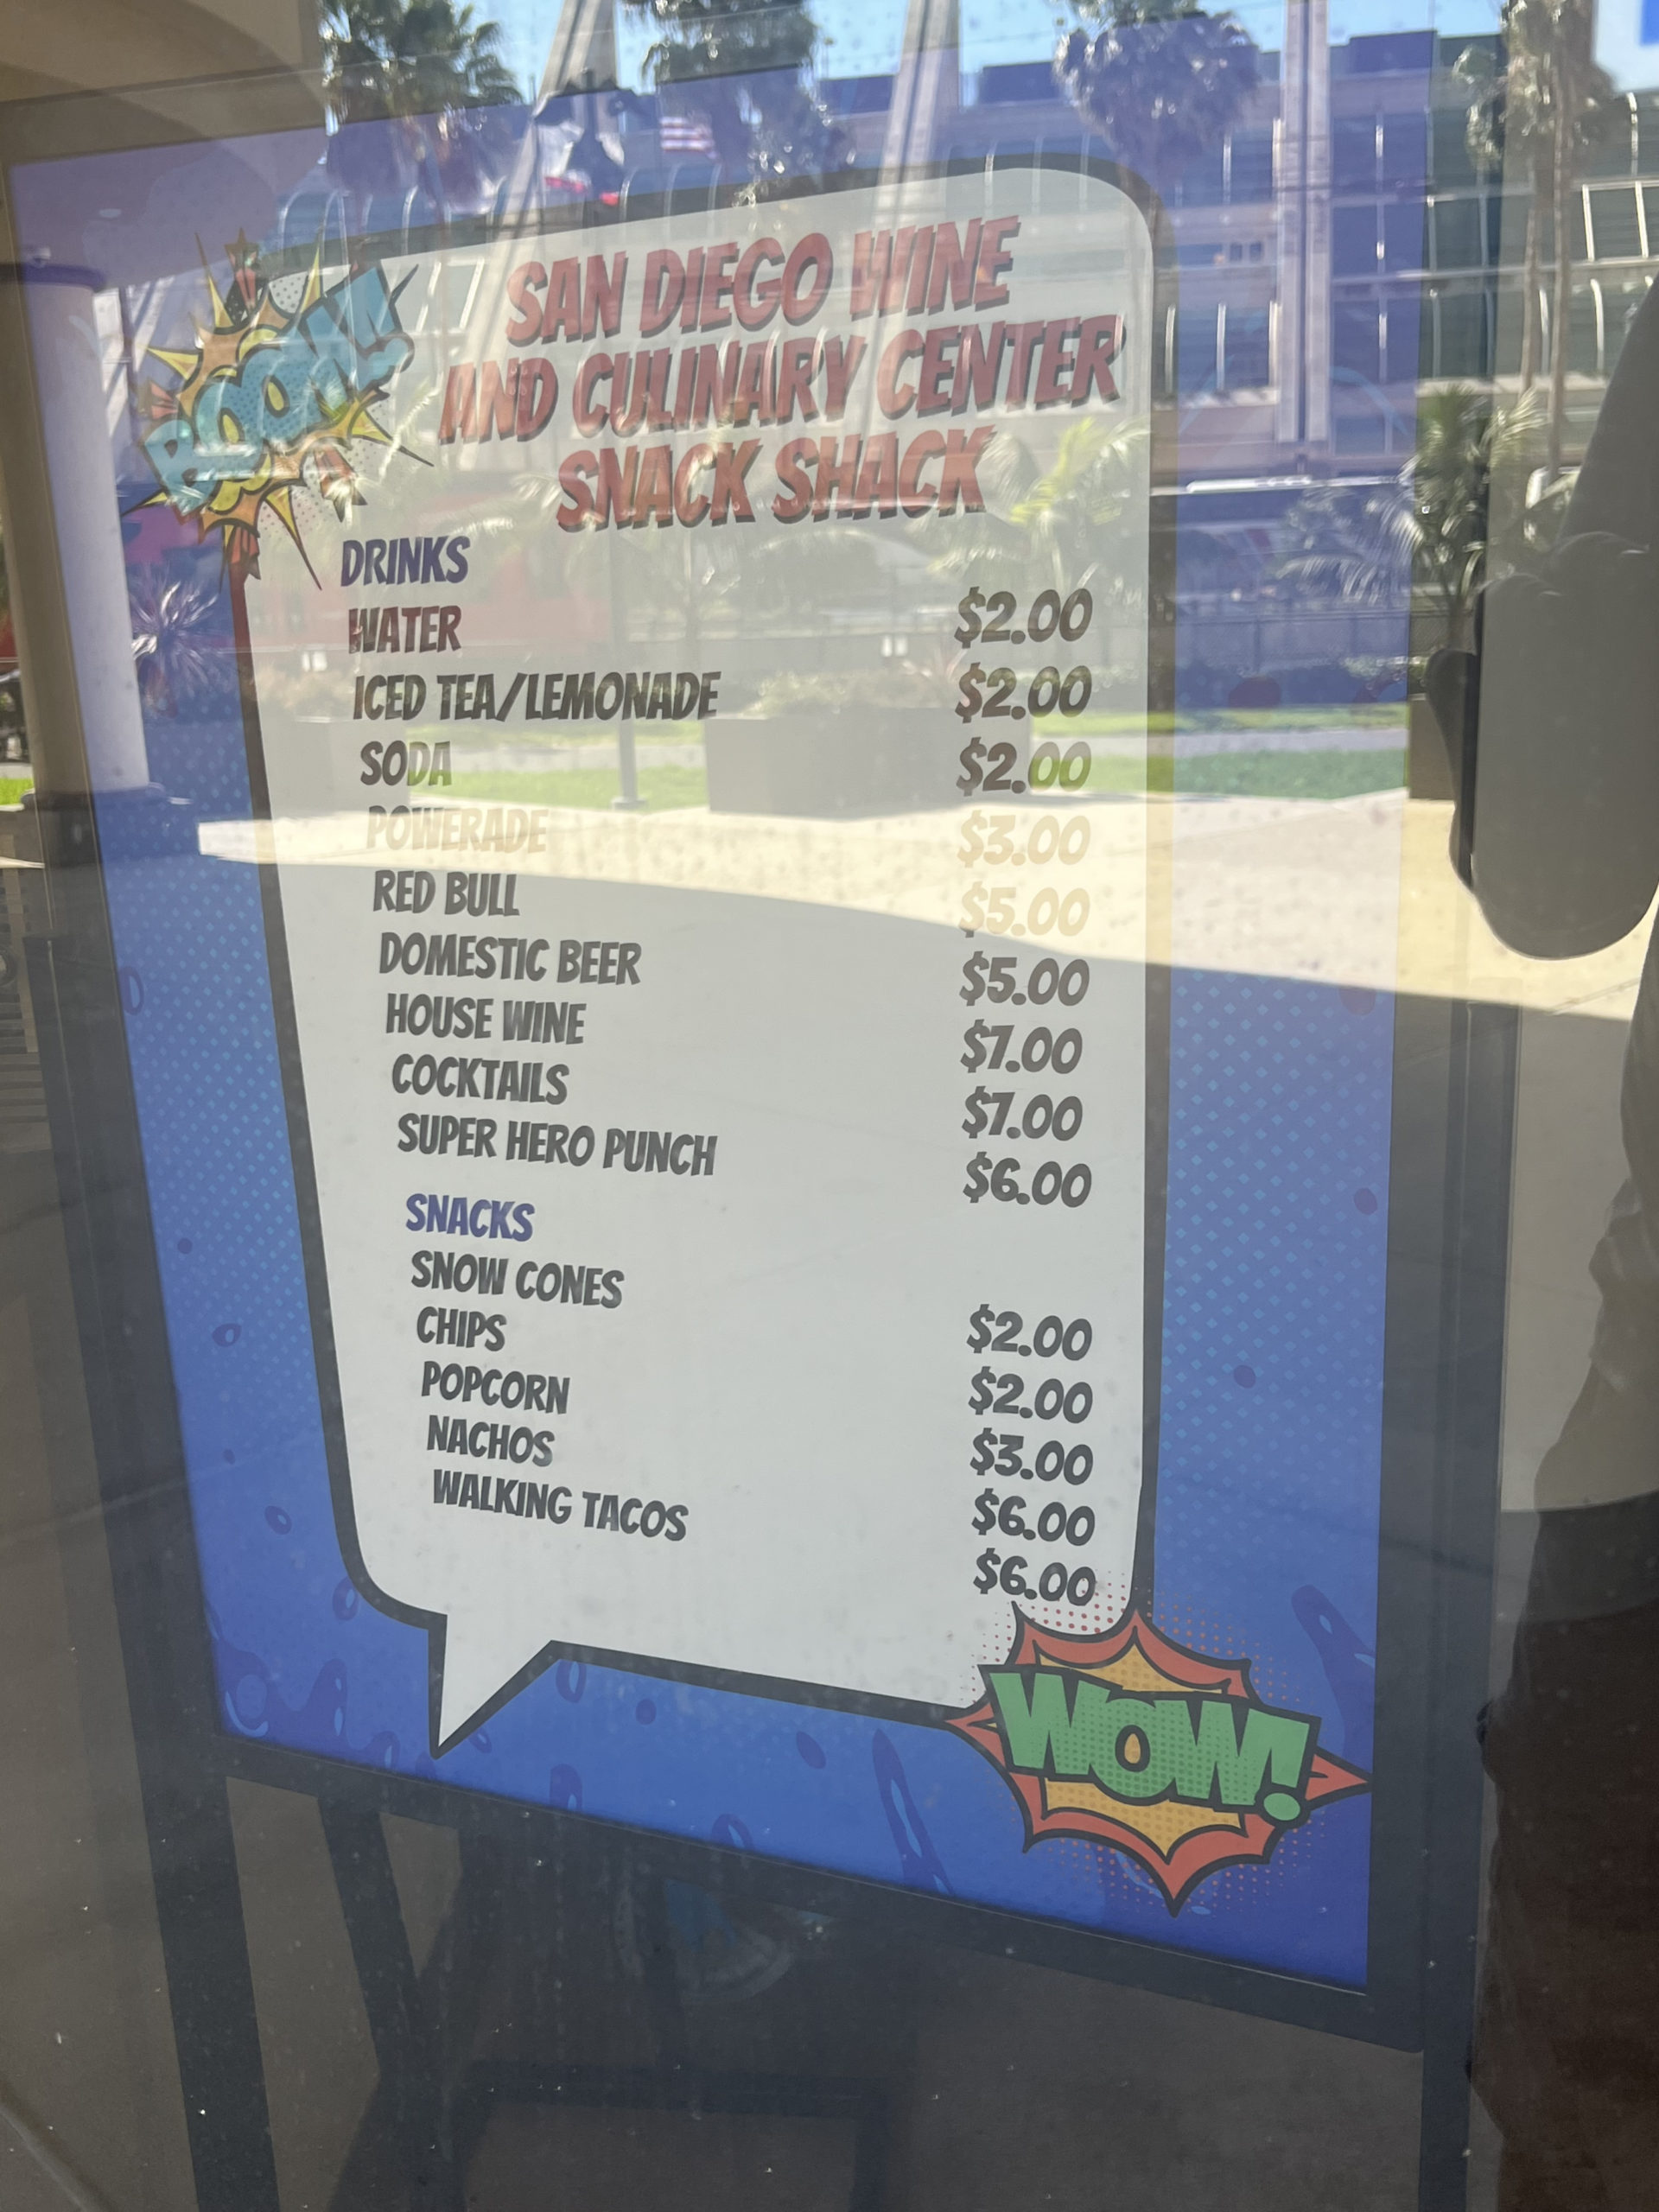 BOOM!
SAN DIEGO WINE
AND CULINARY CENTER
SNACK SHACK
DRINKS
WATER $2.00
ICED TEA/LEMONADE $2.00
SODA $2.00
POWERADE $3.00
RED BULL $5.00
DOMESTIC BEER $5.00
HOUSE WINE $7.00
COCKTAILS $7.00
SUPER HERO PUNCH $6.00
SNACKS
SNOW CONES $2.00
CHIPS $2.00
POPCORN $3.00
NACHOS $6.00
WALKING TACOS $6.00
WOW!